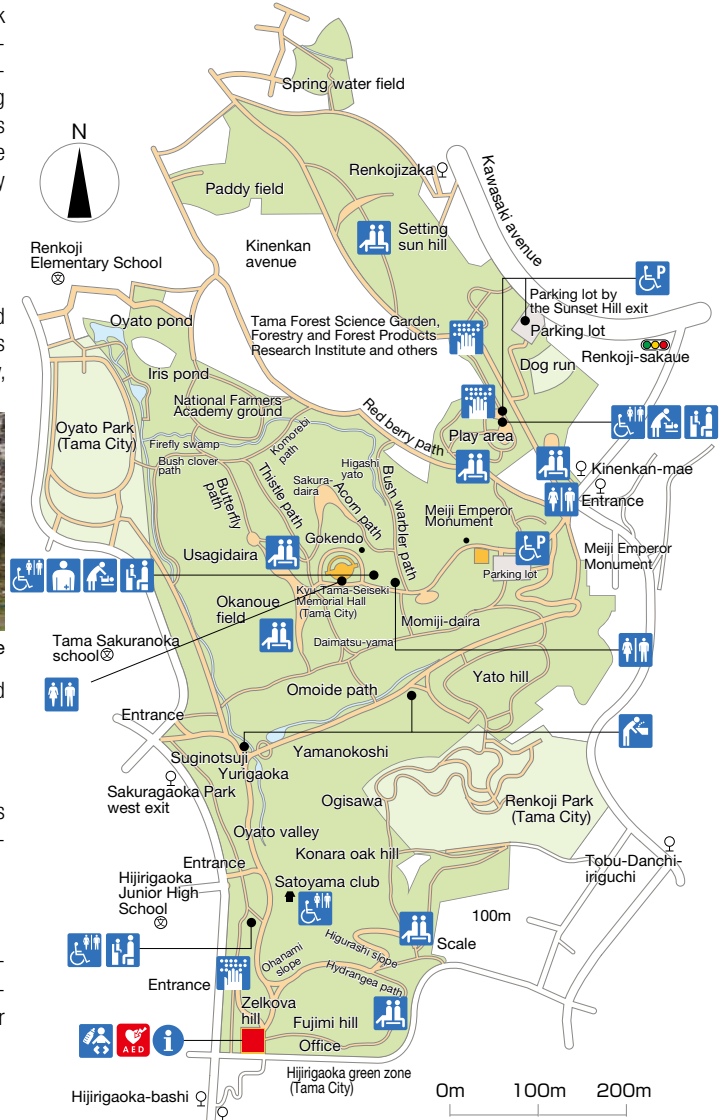 Spring water field
N
Renkojizaka
Kawasaki avenue
Paddy field
Setting
sun hill
Kinenkan
avenue
Renkoji
Elementary School
P
Parking lot by
the Sunset Hill exit
Parking lot
Oyato pond
Tama Forest Science Garden,
Forestry and Forest Products
Research Institute and others
Renkoji-sakaue
Dog run
Iris pond
National Farmers
Academy ground
Red berry path
Play area
Oyato Park
(Tama City)
Firefly swamp
Bush clover
path
Komorebi
path
Higashi
yato
Kinenkan-mae
Butterfly
path
Thistle path
Sakura-
daira
Acorn path
Bush warbler path
Entrance
Meiji Emperor
Monument
Gokendo
P
Usagidaira
Meiji Emperor
Monument
Parking lot
Kyu-Tama-Seiseki
Memorial Hall
(Tama City)
Okanoue
field
Momiji-daira
Tama Sakuranoka
school
Daimatsu-yama
Yato hill
Omoide path
Entrance
Suginotsuji
Yamanokoshi
Yurigaoka
Sakuragaoka Park
west exit
Ogisawa
Renkoji Park
(Tama City)
Oyato valley
Konara oak hill
Tobu-Danchi-
iriguchi
Entrance
Hijirigaoka
Junior High
School
Satoyama club
100m
Scale
Higurashi slope
Ohanami
slope
Hydrangea path
Entrance
Zelkova
hill
Fujimi hill
AED
i
Office
Hijirigaoka green zone
(Tama City)
Hijirigaoka-bashi
0m
100m
200m